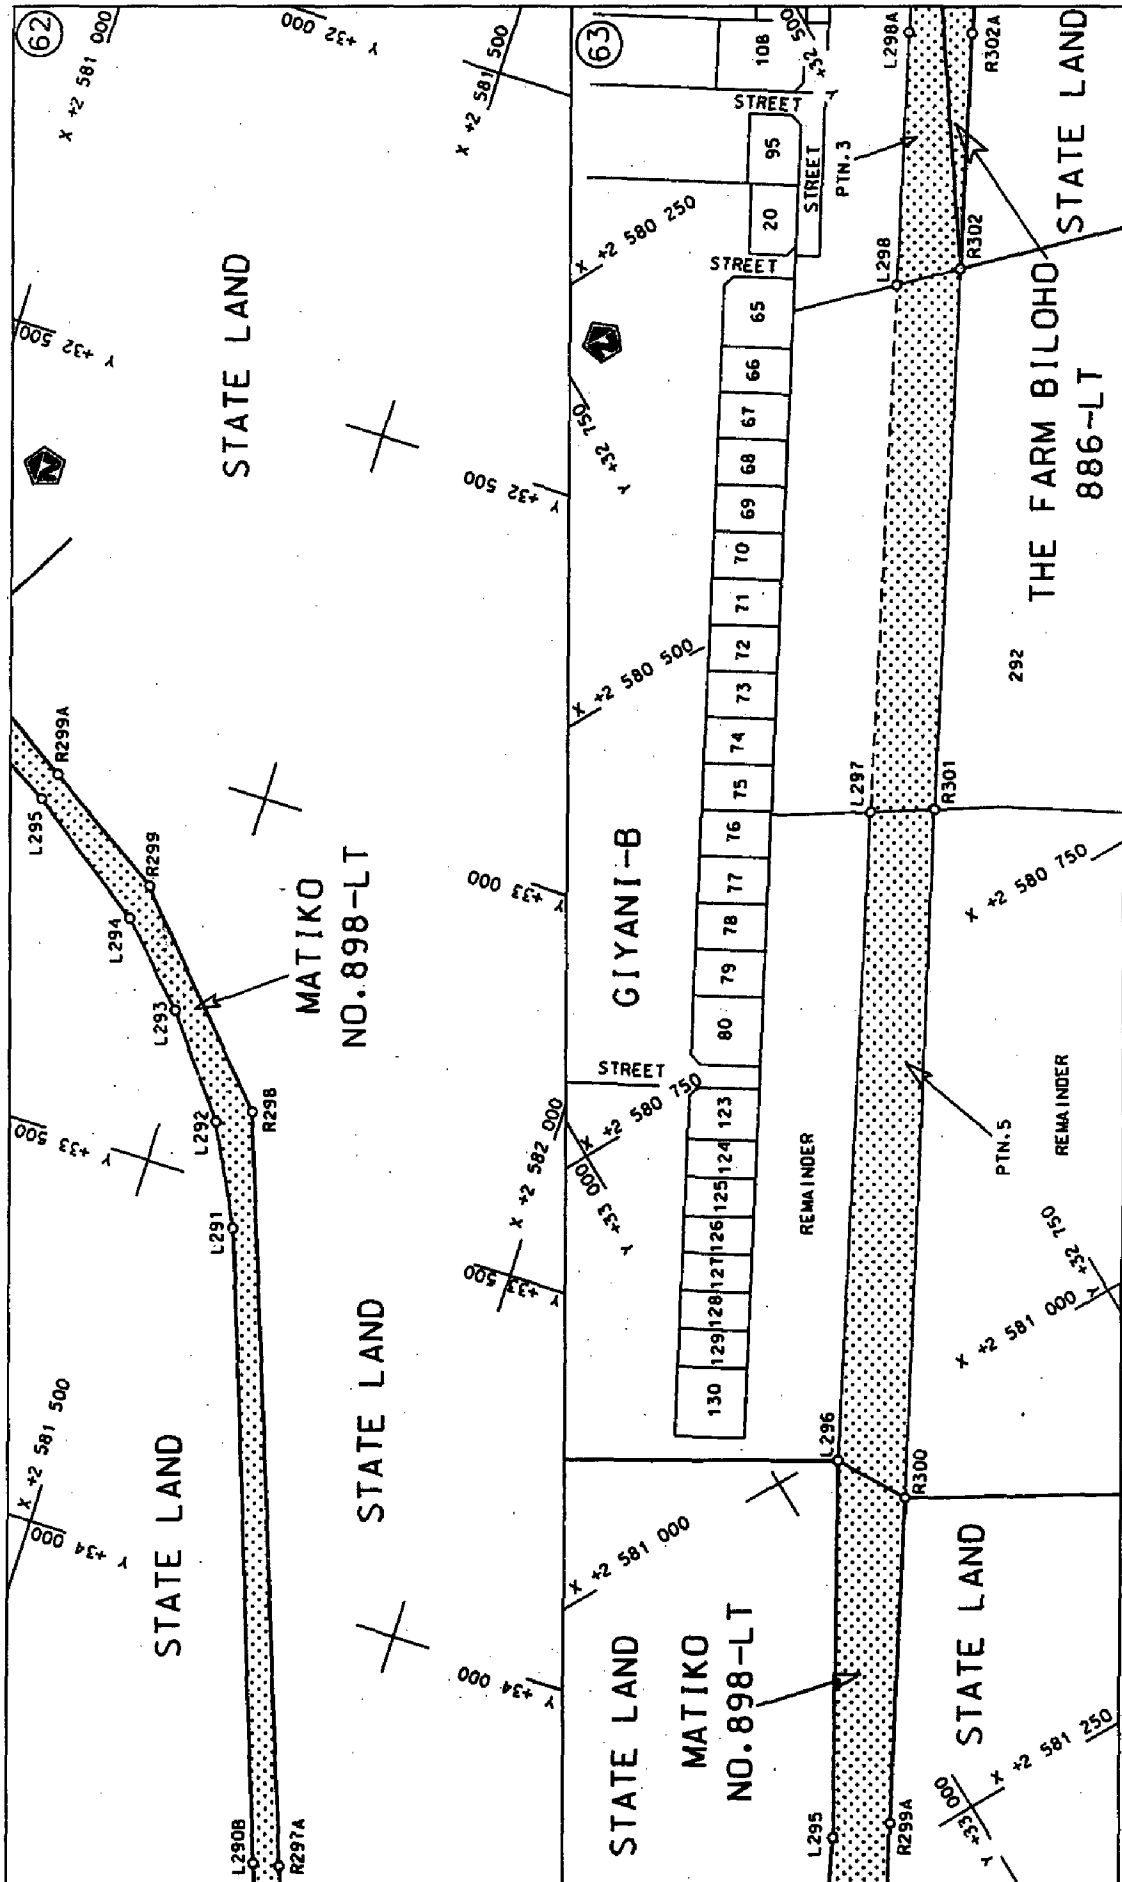 62
X +2 581 000
Y +32 000
X +2 581 500
Y +32 500
N
STATE LAND
Y +32 500
R299A
L295
R299
L294
MATIKO
NO.898-LT
L293
Y +33 000
R298
L292
Y +33 500
L291
X +2 582 000
Y +33 500
STATE LAND
X +2 581 500
Y +34 000
STATE LAND
Y +34 000
L290B
R297A
63
Y +32 500
108
STREET
95
STREET
20
STREET
PTN.3
L298A
R302A
STATE LAND
X +2 580 250
N
Y +32 750
L298
R302
THE FARM BILOHO
886-LT
65
66
67
68
69
70
71
72
73
74
75
76
77
78
79
80
X +2 580 500
292
L297
R301
GIYANI-B
X +2 580 750
STREET
X +2 580 750
Y +33 000
123
124
125
126
127
128
129
130
REMAINDER
PTN.5
REMAINDER
Y +32 750
X +2 581 000
L296
R300
X +2 581 000
STATE LAND
MATIKO
NO.898-LT
STATE LAND
L295
R299A
Y +33 000
X +2 581 250